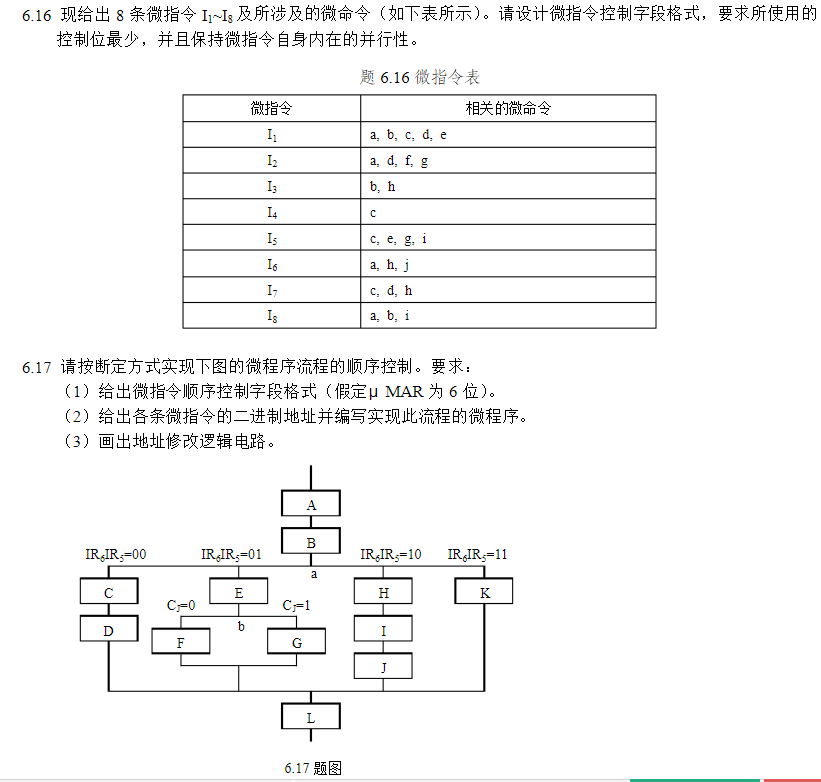 6.16 现给出 8 条微指令 I₁~I₈ 及所涉及的微命令（如下表所示）。请设计微指令控制字段格式，要求所使用的
控制位最少，并且保持微指令自身内在的并行性。
题 6.16 微指令表
微指令 相关的微命令
I₁ a, b, c, d, e
I₂ a, d, f, g
I₃ b, h
I₄ c
I₅ c, e, g, i
I₆ a, h, j
I₇ c, d, h
I₈ a, b, i
6.17 请按断定方式实现下图的微程序流程的顺序控制。要求：
（1）给出微指令顺序控制字段格式（假定μ MAR 为 6 位）。
（2）给出各条微指令的二进制地址并编写实现此流程的微程序。
（3）画出地址修改逻辑电路。
A
B
IR₆IR₅=00 IR₆IR₅=01 IR₆IR₅=10 IR₆IR₅=11
a
C E H K
C_J=0 C_J=1
D b I
F G
J
L
6.17 题图